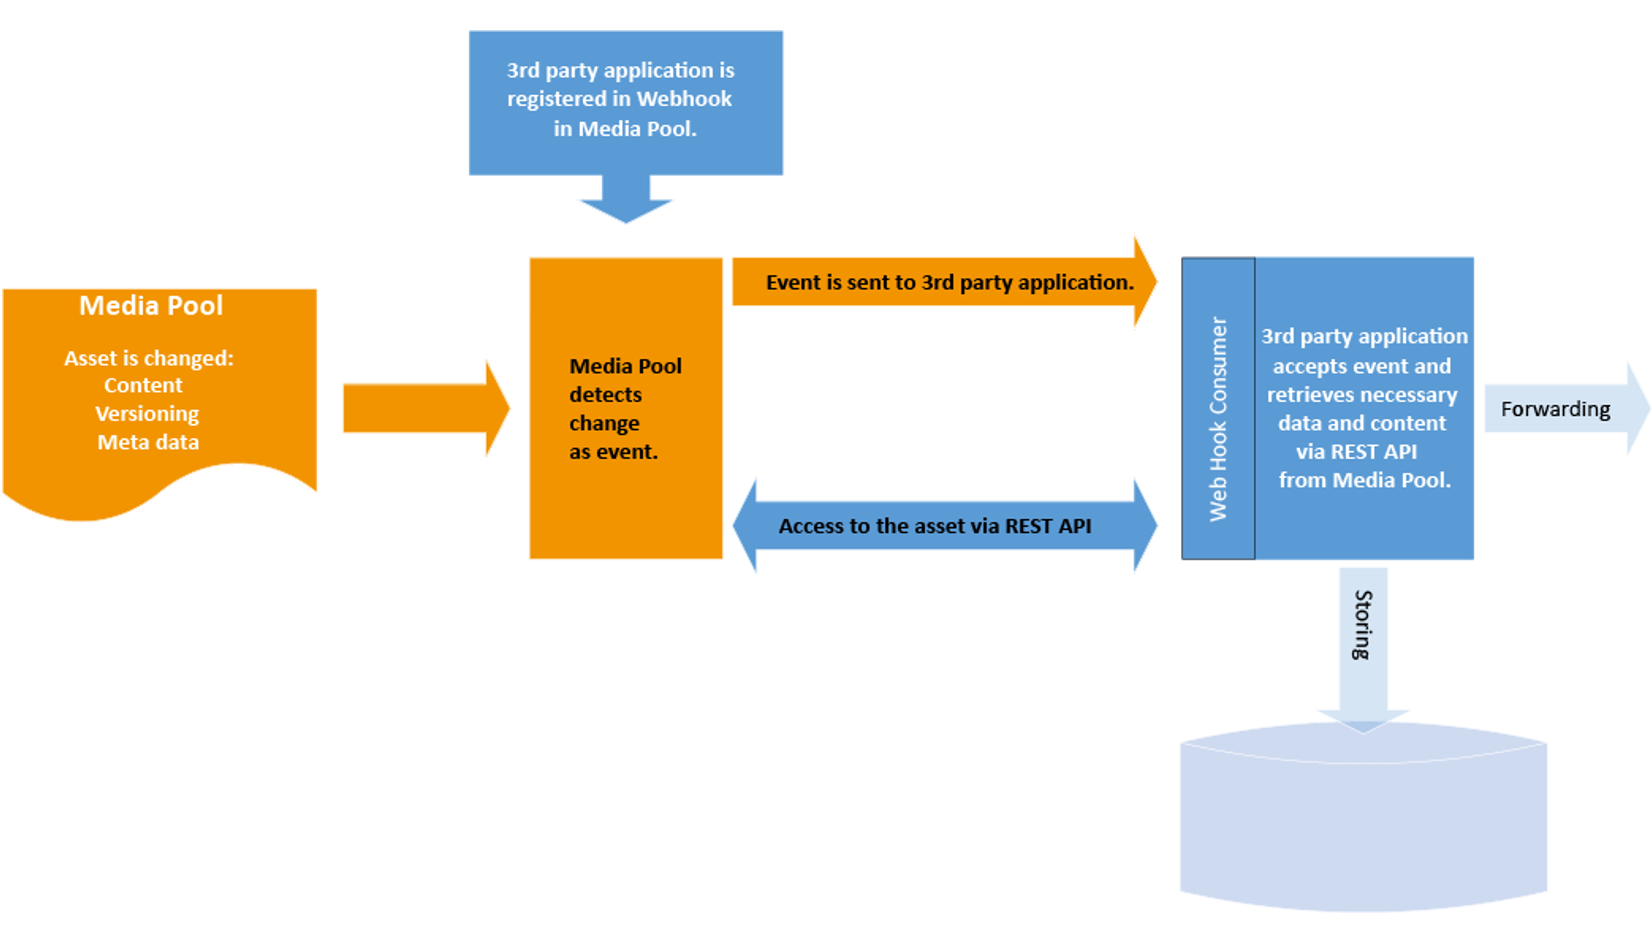 3rd party application is
registered in Webhook
in Media Pool.
Media Pool
Asset is changed:
Content
Versioning
Meta data
Media Pool
detects
change
as event.
Event is sent to 3rd party application.
Access to the asset via REST API
Web Hook Consumer
3rd party application
accepts event and
retrieves necessary
data and content
via REST API
from Media Pool.
Forwarding
Storing